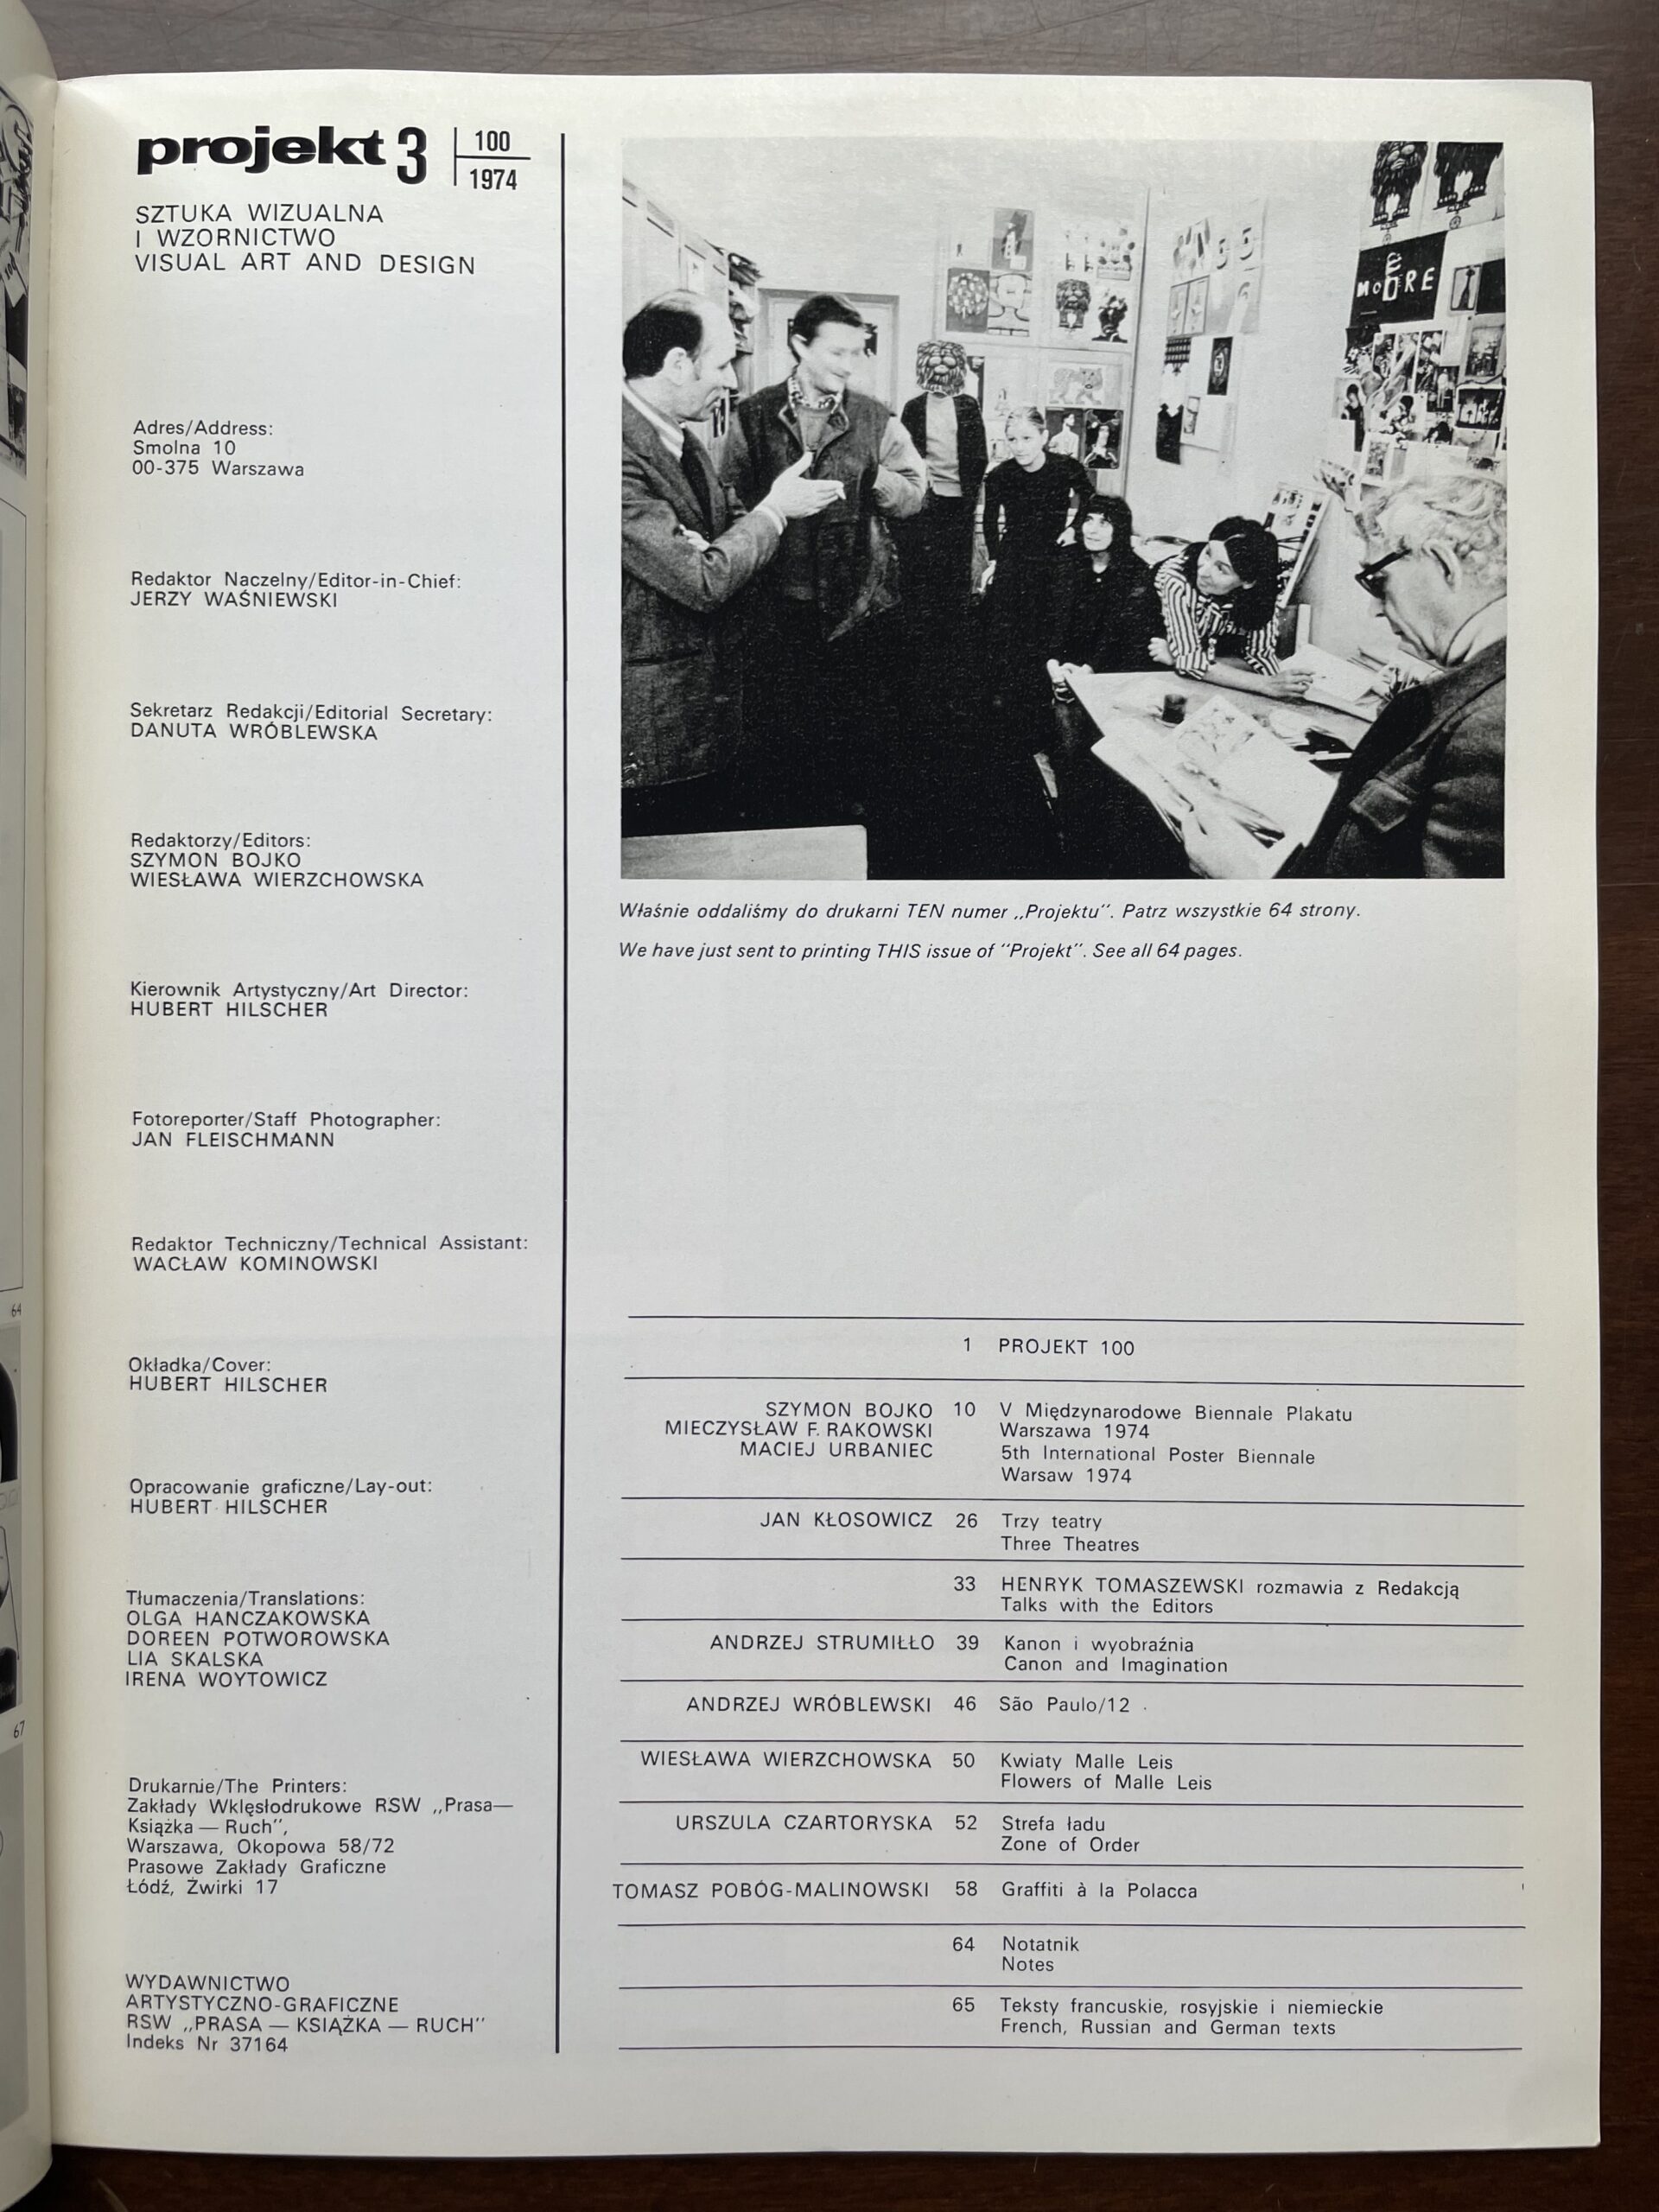 projekt 3 100
1974
SZTUKA WIZUALNA
I WZORNICTWO
VISUAL ART AND DESIGN
Adres/Address:
Smolna 10
00-375 Warszawa
Redaktor Naczelny/Editor-in-Chief:
JERZY WAŚNIEWSKI
Sekretarz Redakcji/Editorial Secretary:
DANUTA WRÓBLEWSKA
Redaktorzy/Editors:
SZYMON BOJKO
WIESŁAWA WIERZCHOWSKA
Kierownik Artystyczny/Art Director:
HUBERT HILSCHER
Fotoreporter/Staff Photographer:
JAN FLEISCHMANN
Redaktor Techniczny/Technical Assistant:
WACŁAW KOMINOWSKI
Okładka/Cover:
HUBERT HILSCHER
Opracowanie graficzne/Lay-out:
HUBERT HILSCHER
Tłumaczenia/Translations:
OLGA HANCZAKOWSKA
DOREEN POTWOROWSKA
LIA SKALSKA
IRENA WOYTOWICZ
Drukarnie/The Printers:
Zakłady Wklęsłodrukowe RSW „Prasa—
Książka — Ruch”,
Warszawa, Okopowa 58/72
Prasowe Zakłady Graficzne
Łódź, Żwirki 17
WYDAWNICTWO
ARTYSTYCZNO-GRAFICZNE
RSW „PRASA — KSIĄŻKA — RUCH”
Indeks Nr 37164
MOORE
Właśnie oddaliśmy do drukarni TEN numer „Projektu”. Patrz wszystkie 64 strony.
We have just sent to printing THIS issue of “Projekt”. See all 64 pages.
1 PROJEKT 100
SZYMON BOJKO 10 V Międzynarodowe Biennale Plakatu
MIECZYSŁAW F. RAKOWSKI Warszawa 1974
MACIEJ URBANIEC 5th International Poster Biennale
Warsaw 1974
JAN KŁOSOWICZ 26 Trzy teatry
Three Theatres
33 HENRYK TOMASZEWSKI rozmawia z Redakcją
Talks with the Editors
ANDRZEJ STRUMIŁŁO 39 Kanon i wyobraźnia
Canon and Imagination
ANDRZEJ WRÓBLEWSKI 46 São Paulo/12
WIESŁAWA WIERZCHOWSKA 50 Kwiaty Malle Leis
Flowers of Malle Leis
URSZULA CZARTORYSKA 52 Strefa ładu
Zone of Order
TOMASZ POBÓG-MALINOWSKI 58 Graffiti à la Polacca
64 Notatnik
Notes
65 Teksty francuskie, rosyjskie i niemieckie
French, Russian and German texts
64
67